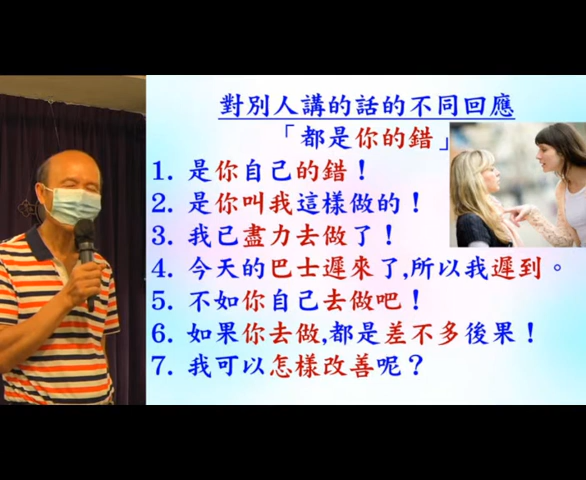 對別人講的話的不同回應
「都是你的錯」
1. 是你自己的錯！
2. 是你叫我這樣做的！
3. 我已盡力去做了！
4. 今天的巴士遲來了,所以我遲到。
5. 不如你自己去做吧！
6. 如果你去做,都是差不多後果！
7. 我可以怎樣改善呢？